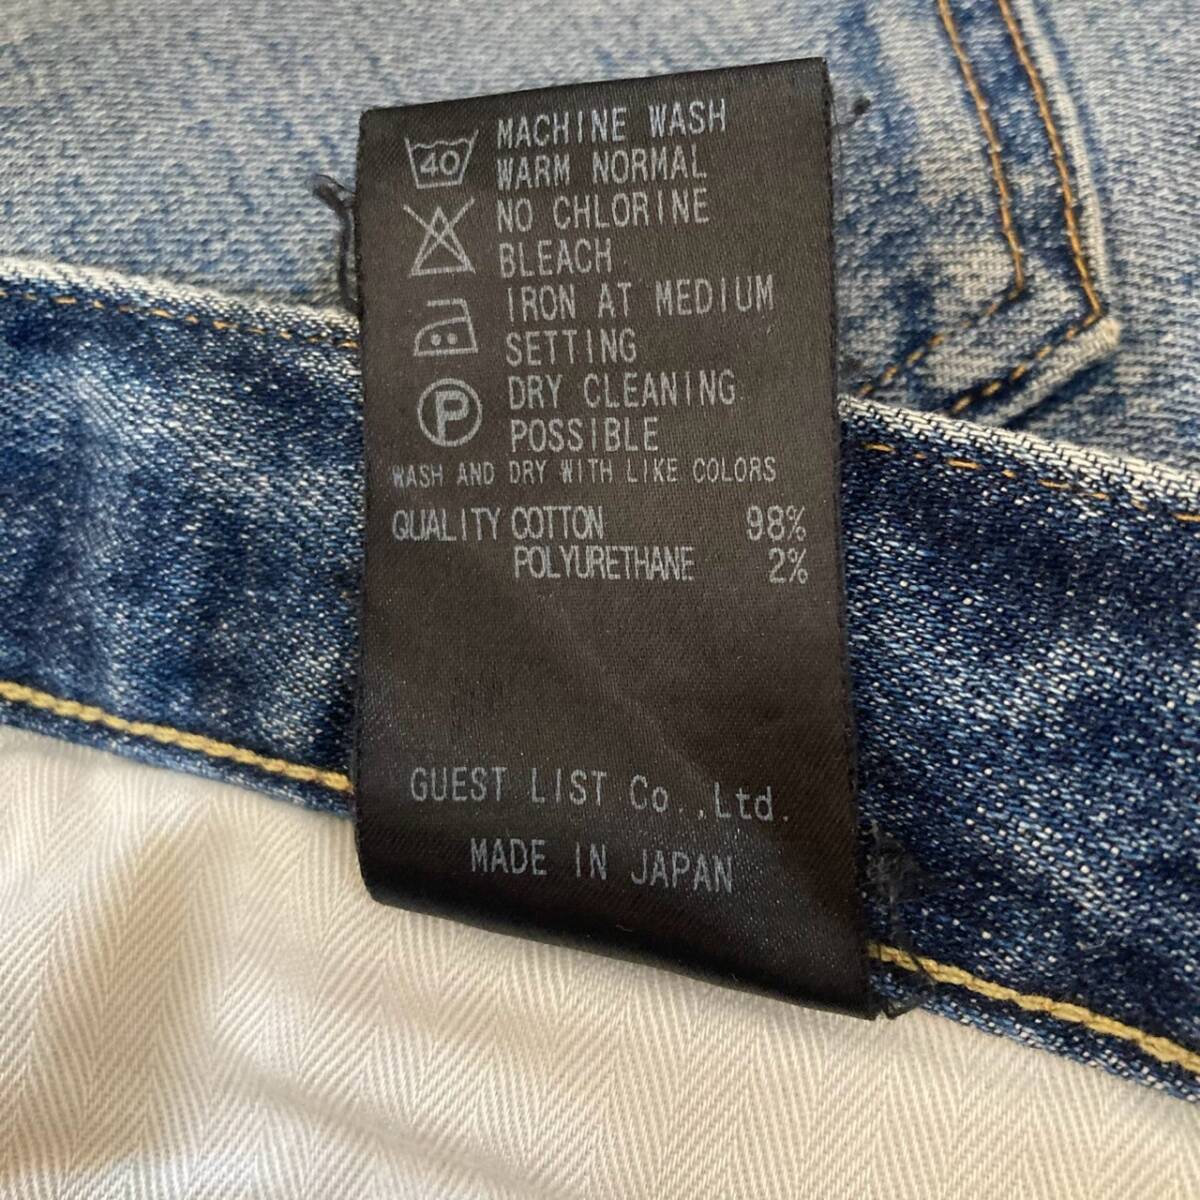 40 MACHINE WASH
WARM NORMAL
NO CHLORINE
BLEACH
IRON AT MEDIUM
SETTING
P DRY CLEANING
POSSIBLE
WASH AND DRY WITH LIKE COLORS
QUALITY COTTON 98%
POLYURETHANE 2%
GUEST LIST Co.,Ltd.
MADE IN JAPAN